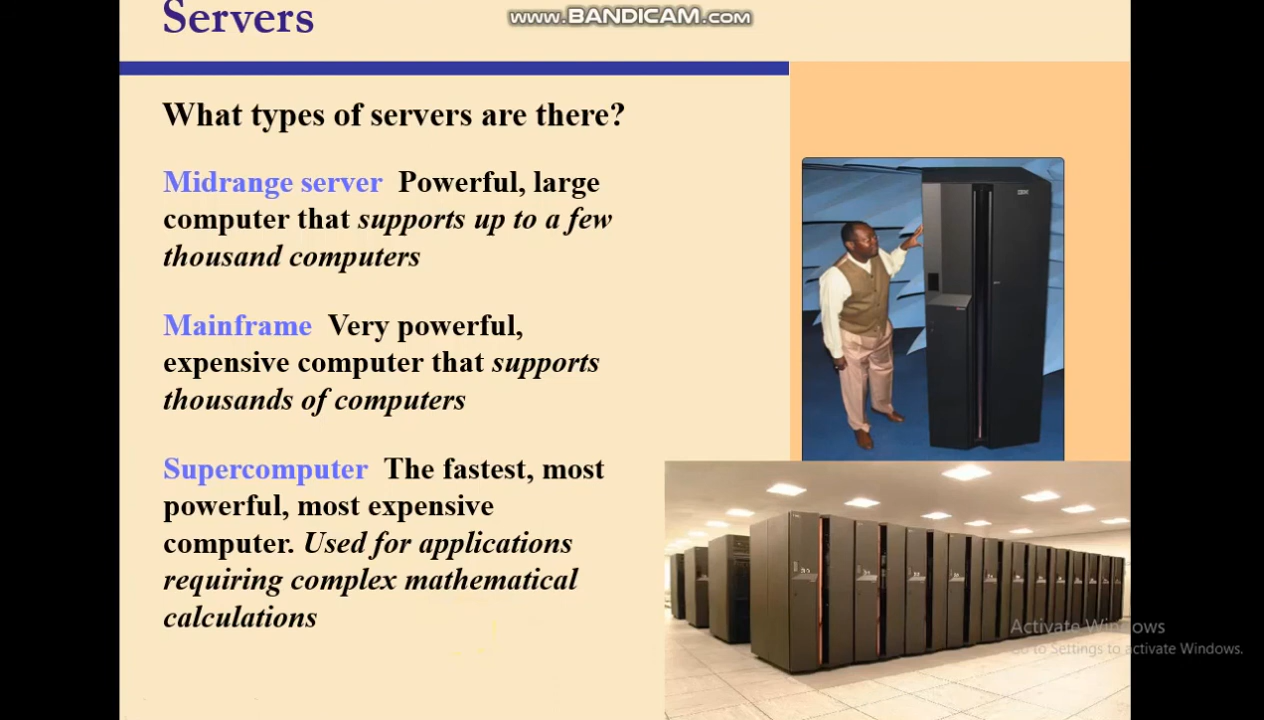 www.BANDICAM.com
Servers
What types of servers are there?
Midrange server Powerful, large
computer that supports up to a few
thousand computers
Mainframe Very powerful,
expensive computer that supports
thousands of computers
Supercomputer The fastest, most
powerful, most expensive
computer. Used for applications
requiring complex mathematical
calculations
Activate Windows
Go to Settings to activate Windows.